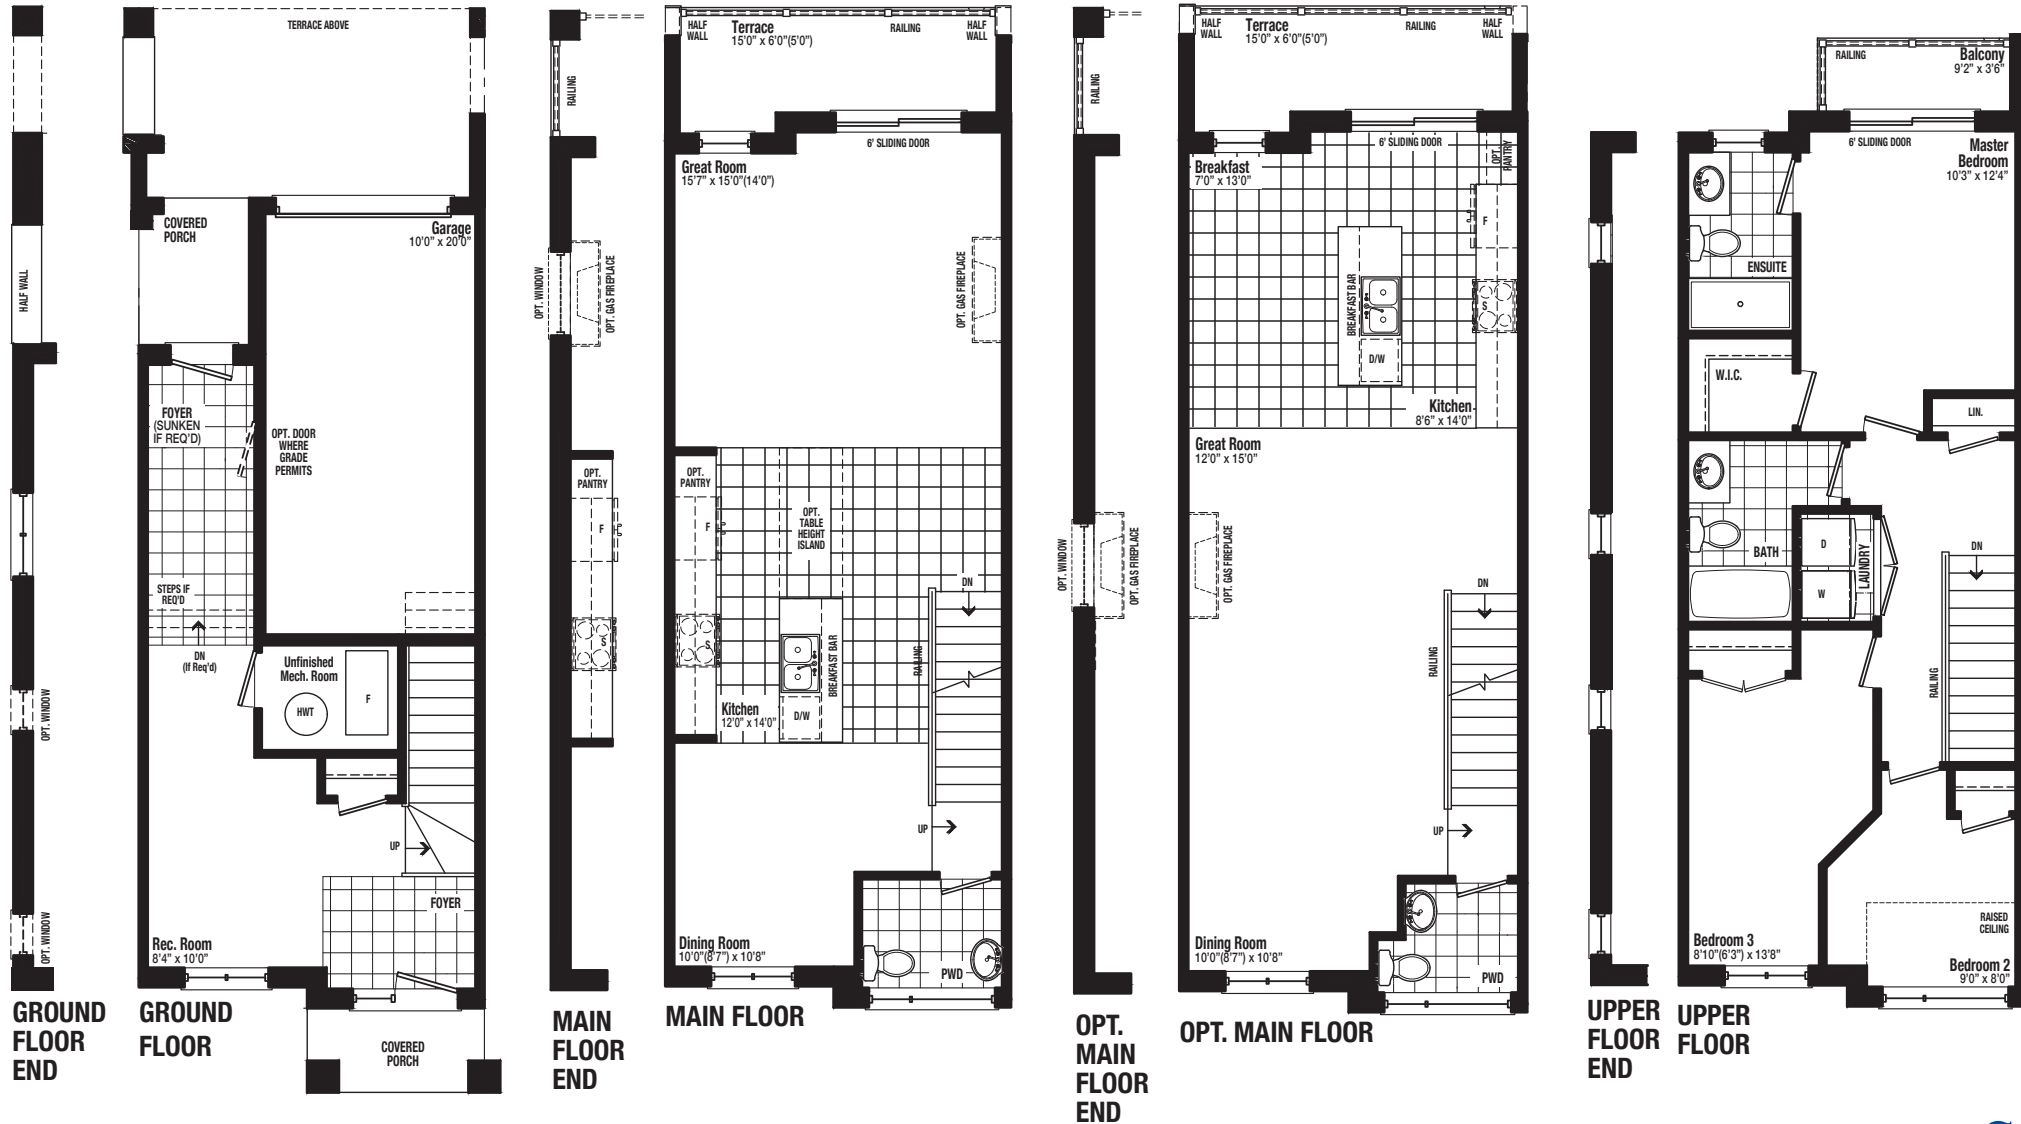 HALF WALL
OPT. WINDOW
OPT. WINDOW
GROUND
FLOOR
END
TERRACE ABOVE
COVERED
PORCH
Garage
10'0" x 20'0"
FOYER
(SUNKEN
IF REQ'D)
OPT. DOOR
WHERE
GRADE
PERMITS
STEPS IF
REQ'D
DN
(If Req'd)
Unfinished
Mech. Room
HWT
F
UP
FOYER
Rec. Room
8'4" x 10'0"
COVERED
PORCH
GROUND
FLOOR
RAILING
OPT. WINDOW
OPT. GAS FIREPLACE
OPT.
PANTRY
F
S
MAIN
FLOOR
END
HALF
WALL
Terrace
15'0" x 6'0"(5'0")
RAILING
HALF
WALL
6' SLIDING DOOR
Great Room
15'7" x 15'0"(14'0")
OPT. GAS FIREPLACE
OPT.
PANTRY
F
OPT.
TABLE
HEIGHT
ISLAND
S
DN
RAILING
BREAKFAST BAR
D/W
Kitchen
12'0" x 14'0"
UP
Dining Room
10'0"(8'7") x 10'8"
PWD
MAIN FLOOR
RAILING
OPT. WINDOW
OPT. GAS FIREPLACE
OPT.
MAIN
FLOOR
END
HALF
WALL
Terrace
15'0" x 6'0"(5'0")
RAILING
HALF
WALL
6' SLIDING DOOR
OPT.
PANTRY
Breakfast
7'0" x 13'0"
F
BREAKFAST BAR
S
D/W
Kitchen
8'6" x 14'0"
Great Room
12'0" x 15'0"
OPT. GAS FIREPLACE
DN
RAILING
UP
Dining Room
10'0"(8'7") x 10'8"
PWD
OPT. MAIN FLOOR
UPPER
FLOOR
END
RAILING
Balcony
9'2" x 3'6"
6' SLIDING DOOR
Master
Bedroom
10'3" x 12'4"
ENSUITE
W.I.C.
LIN.
BATH
D
W
LAUNDRY
DN
RAILING
RAISED
CEILING
Bedroom 3
8'10"(6'3") x 13'8"
Bedroom 2
9'0" x 8'0"
UPPER
FLOOR